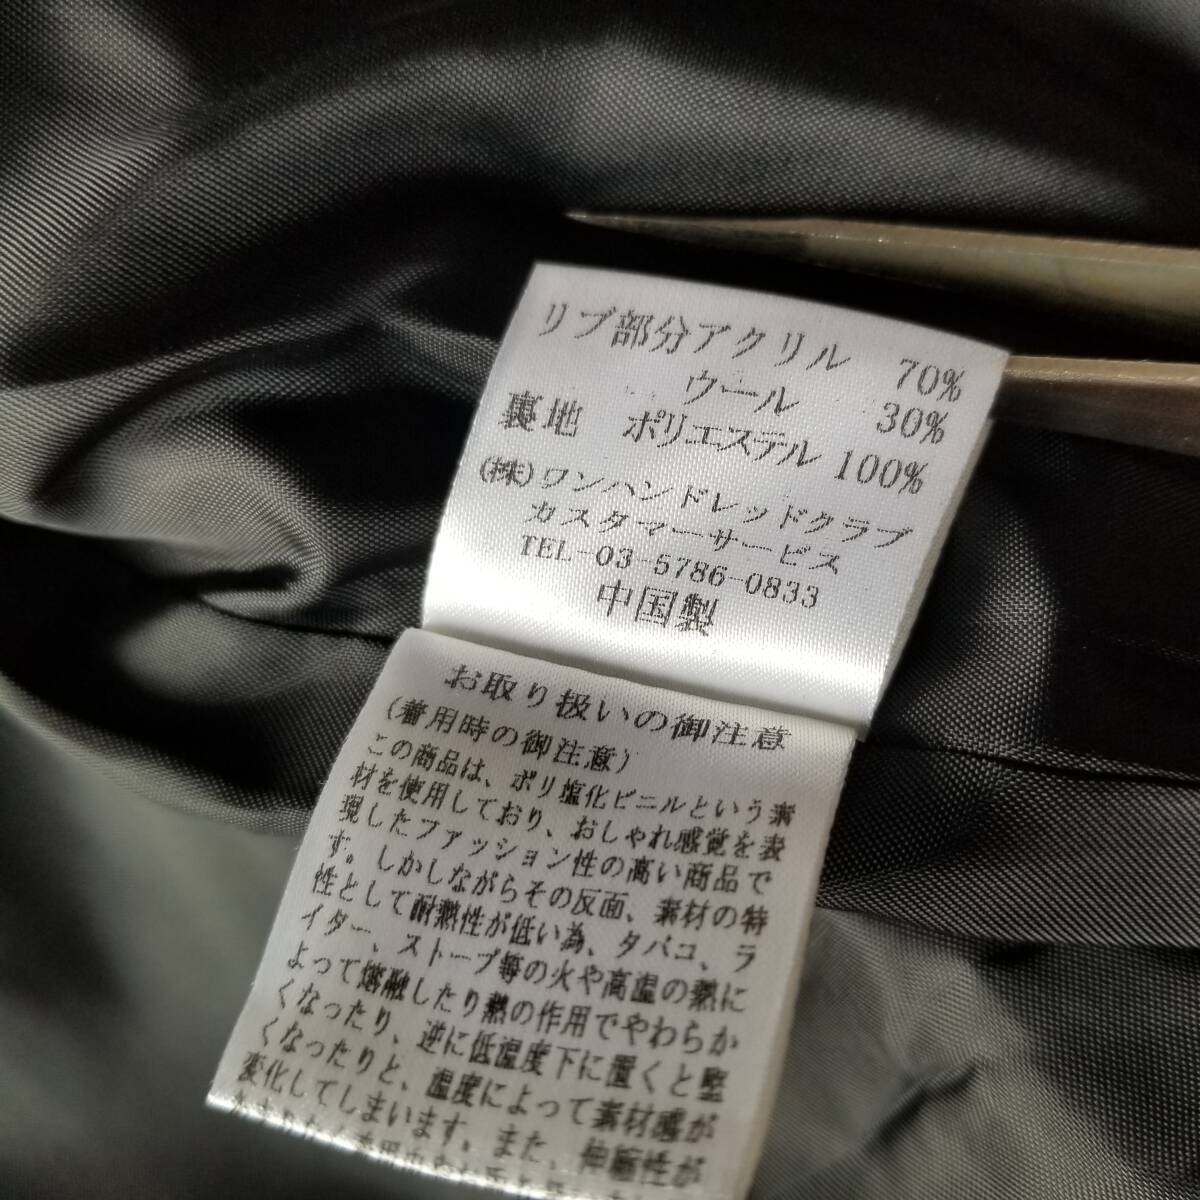 リブ部分アクリル 70%
ウール 30%
裏地 ポリエステル 100%
(株)ワンハンドレッドクラブ
カスタマーサービス
TEL-03-5786-0833
中国製
お取り扱いの御注意
(着用時の御注意)
この商品は、ポリ塩化ビニルという素
材を使用しており、おしゃれ感覚を表
現したファッション性の高い商品で
す。しかしながらその反面、素材の特
性として耐熱性が低い為、タバコ、ラ
イター、ストーブ等の火や高温の熱に
よって熔融したり熱の作用でやわらか
くなったり、逆に低温度下に置くと堅
くなったりと、温度によって素材感が
変化してしまいます。また、伸縮性が